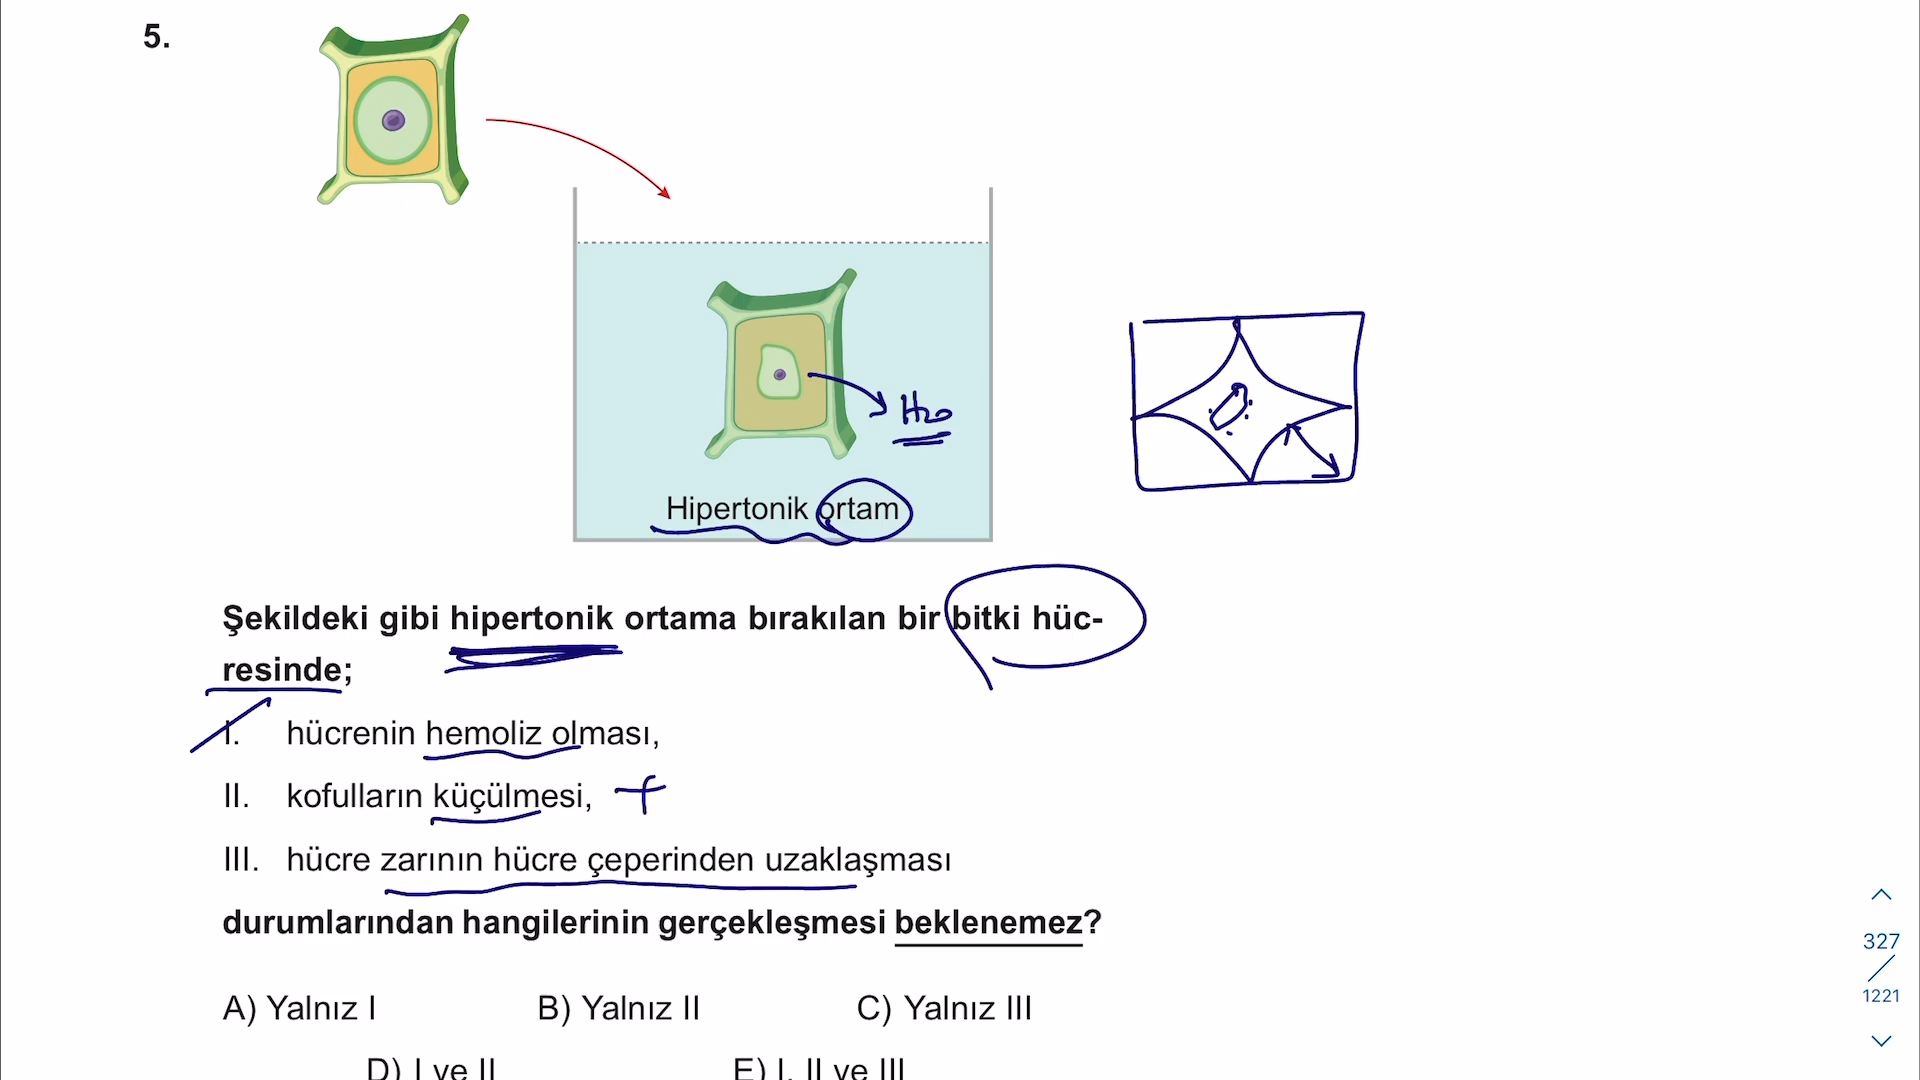 5.
H₂O
Hipertonik ortam
Şekildeki gibi hipertonik ortama bırakılan bir bitki hüc-
resinde;
I. hücrenin hemoliz olması,
II. kofulların küçülmesi, +
III. hücre zarının hücre çeperinden uzaklaşması
durumlarından hangilerinin gerçekleşmesi beklenemez?
A) Yalnız I B) Yalnız II C) Yalnız III
D) I ve II E) I, II ve III
327
/
1221